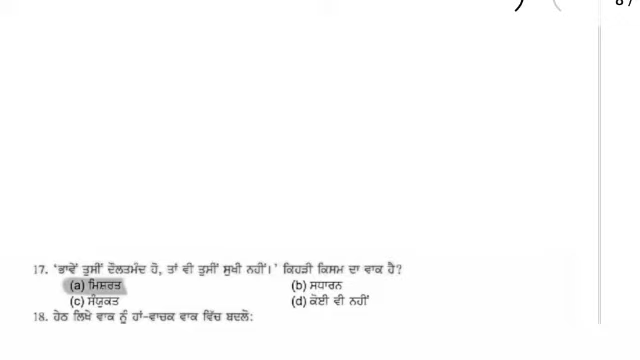 17. 'ਭਾਵੇਂ ਤੁਸੀਂ ਦੌਲਤਮੰਦ ਹੋ, ਤਾਂ ਵੀ ਤੁਸੀਂ ਸੁਖੀ ਨਹੀਂ।' ਕਿਹੜੀ ਕਿਸਮ ਦਾ ਵਾਕ ਹੈ?
(a) ਮਿਸ਼ਰਤ (b) ਸਧਾਰਨ
(c) ਸੰਯੁਕਤ (d) ਕੋਈ ਵੀ ਨਹੀਂ
18. ਹੇਠ ਲਿਖੇ ਵਾਕ ਨੂੰ ਹਾਂ-ਵਾਚਕ ਵਾਕ ਵਿੱਚ ਬਦਲੋ: